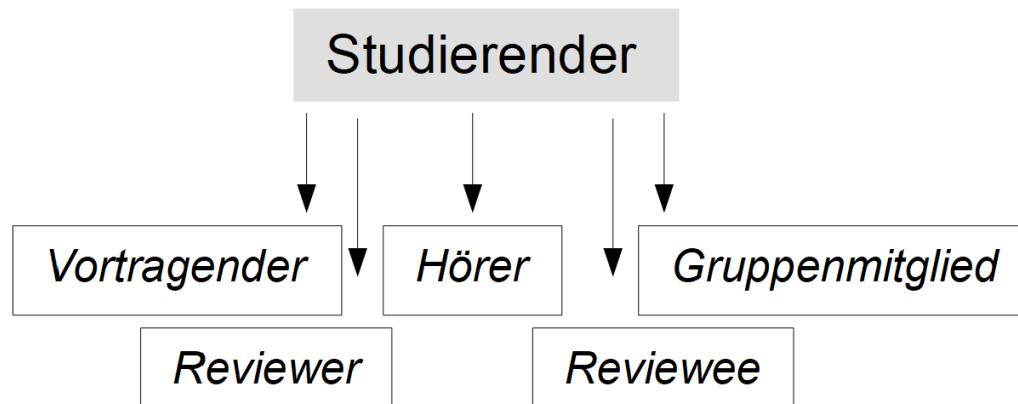 Studierender
Vortragender
Hörer
Gruppenmitglied
Reviewer
Reviewee